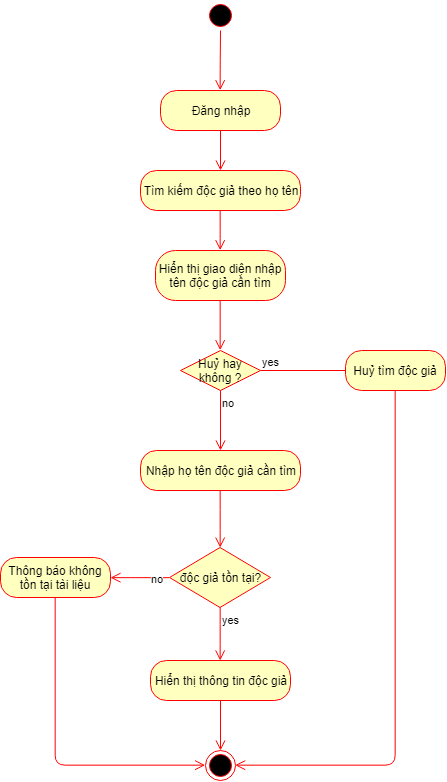 Đăng nhập
Tìm kiếm độc giả theo họ tên
Hiển thị giao diện nhập
tên độc giả cần tìm
Huỷ hay
không ?
yes
Huỷ tìm độc giả
no
Nhập họ tên độc giả cần tìm
độc giả tồn tại?
no
Thông báo không
tồn tại tài liệu
yes
Hiển thị thông tin độc giả